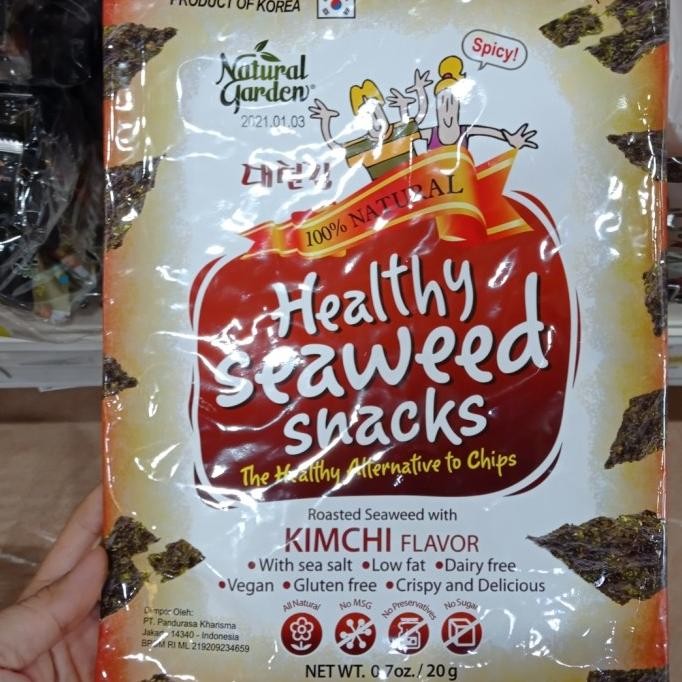 PRODUCT OF KOREA
Natural
Garden®
2021.01.03
Spicy!
100% NATURAL
Healthy
seaweed
snacks
The Healthy Alternative to Chips
Roasted Seaweed with
KIMCHI FLAVOR
•With sea salt •Low fat •Dairy free
•Vegan •Gluten free •Crispy and Delicious
All Natural No MSG No Preservatives No Sugar
Diimpor Oleh:
PT. Pandurasa Kharisma
Jakarta 14340 - Indonesia
BPOM RI ML 219209234659
NET WT. 0.7oz./ 20g